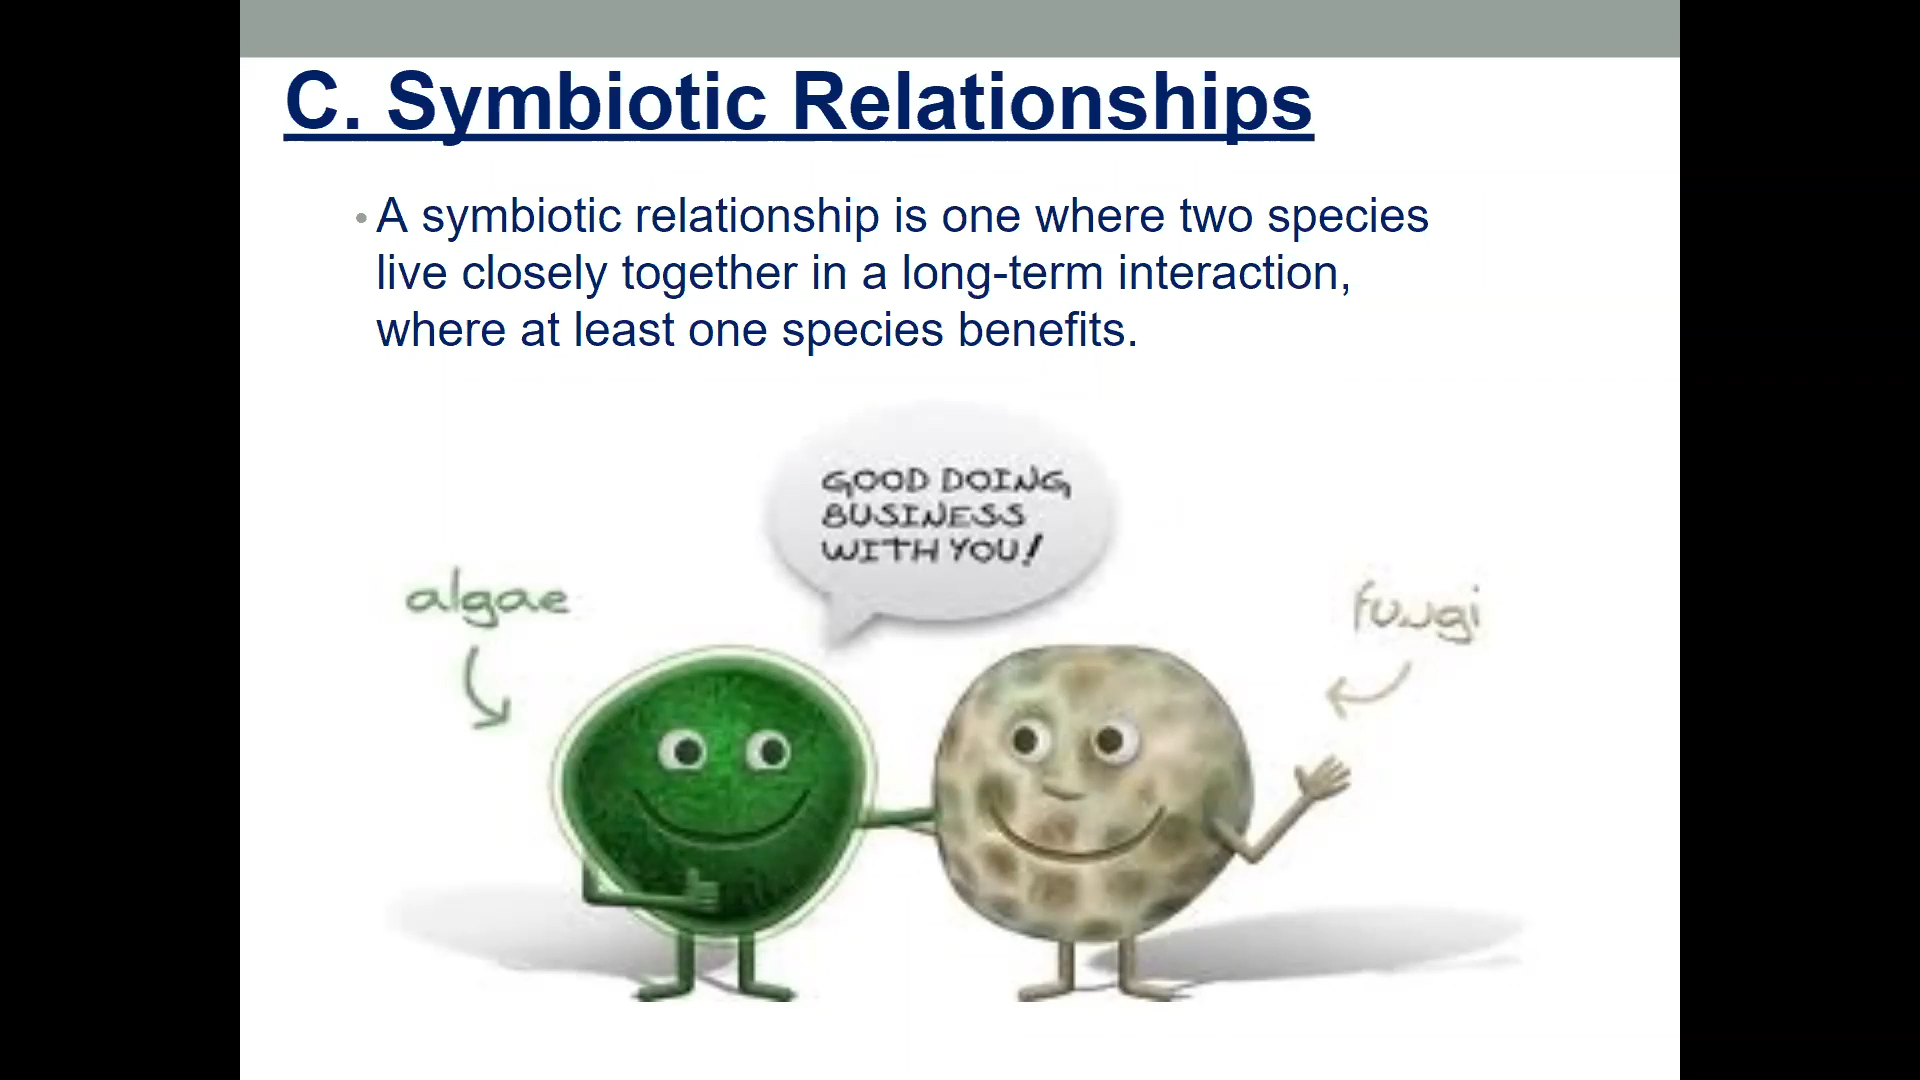 C. Symbiotic Relationships
• A symbiotic relationship is one where two species
live closely together in a long-term interaction,
where at least one species benefits.
GOOD DOING
BUSINESS
WITH YOU!
algae
fungi